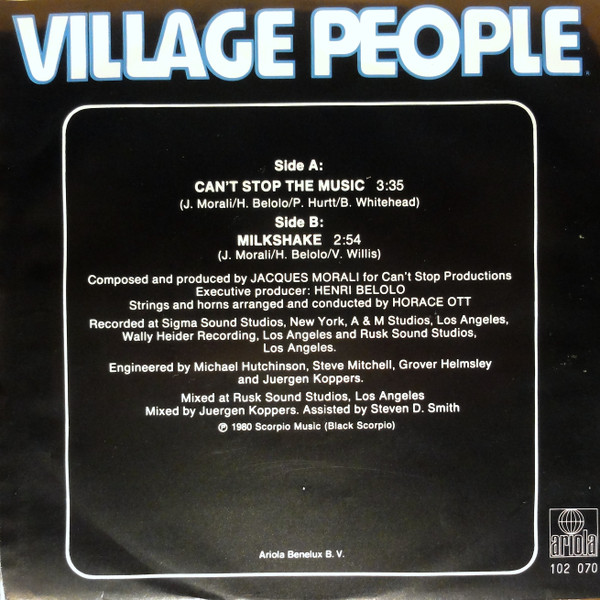 VILLAGE PEOPLE
Side A:
CAN'T STOP THE MUSIC 3:35
(J. Morali/H. Belolo/P. Hurtt/B. Whitehead)
Side B:
MILKSHAKE 2:54
(J. Morali/H. Belolo/V. Willis)
Composed and produced by JACQUES MORALI for Can't Stop Productions
Executive producer: HENRI BELOLO
Strings and horns arranged and conducted by HORACE OTT
Recorded at Sigma Sound Studios, New York, A & M Studios, Los Angeles,
Wally Heider Recording, Los Angeles and Rusk Sound Studios,
Los Angeles.
Engineered by Michael Hutchinson, Steve Mitchell, Grover Helmsley
and Juergen Koppers.
Mixed at Rusk Sound Studios, Los Angeles
Mixed by Juergen Koppers. Assisted by Steven D. Smith
℗ 1980 Scorpio Music (Black Scorpio)
Ariola Benelux B. V.
ariola
102 070